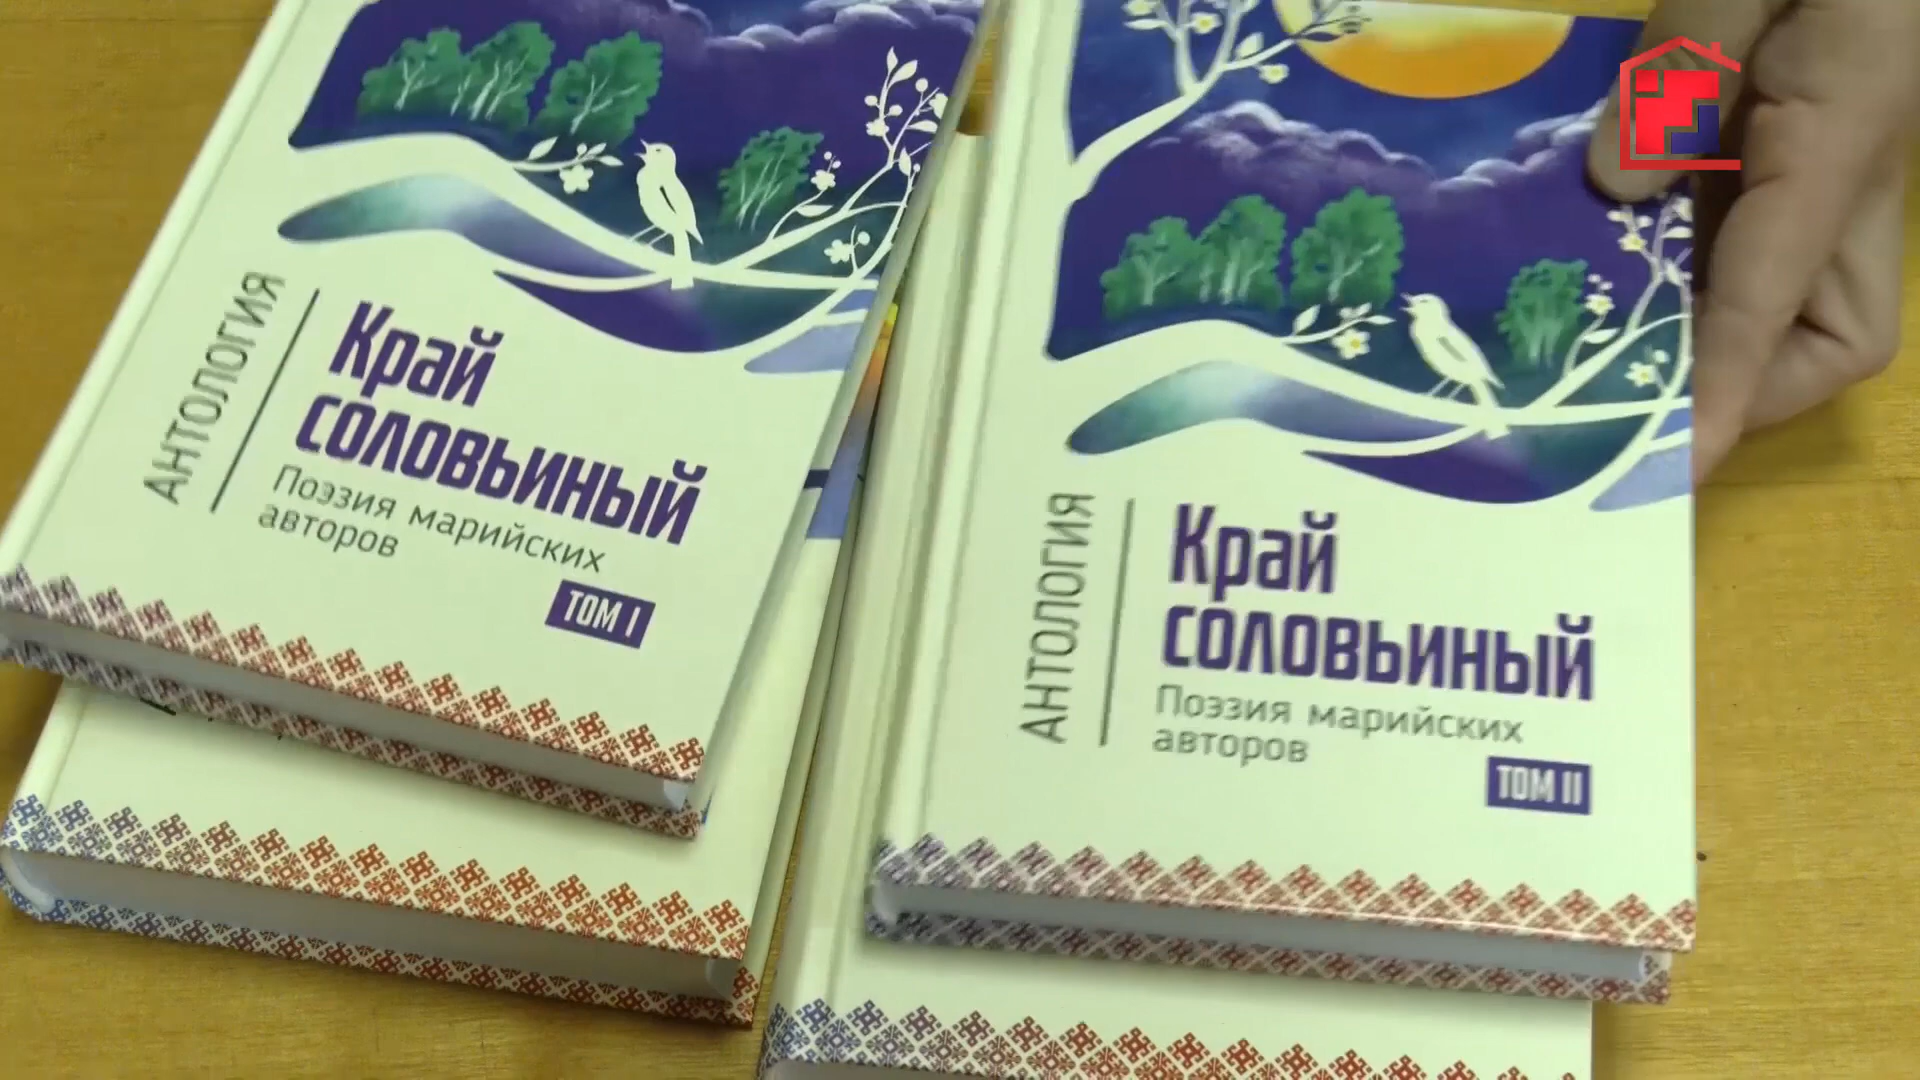 АНТОЛОГИЯ
Край
соловьиный
Поэзия марийских
авторов
ТОМ I
АНТОЛОГИЯ
Край
соловьиный
Поэзия марийских
авторов
ТОМ II